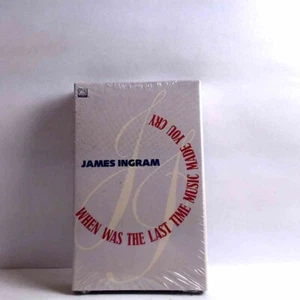 JAMES INGRAM
WHEN WAS THE LAST TIME MUSIC MADE YOU CRY